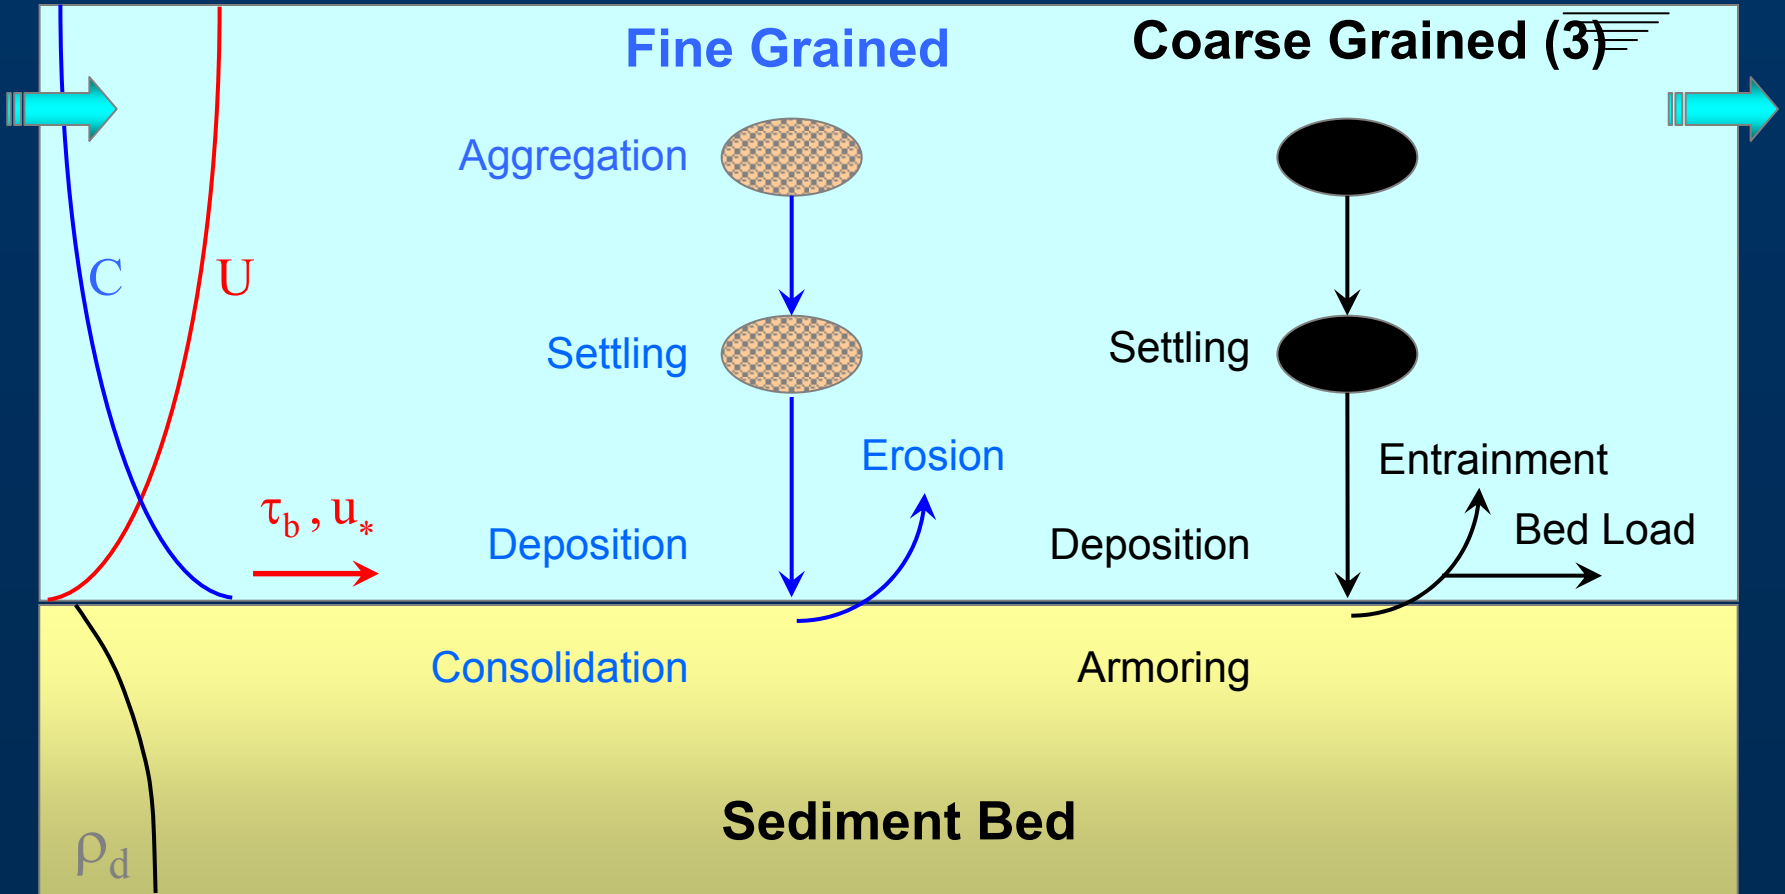 Fine Grained
Coarse Grained (3)
Aggregation
C
U
Settling
Settling
Erosion
Entrainment
τb , u*
Deposition
Deposition
Bed Load
Consolidation
Armoring
Sediment Bed
ρd